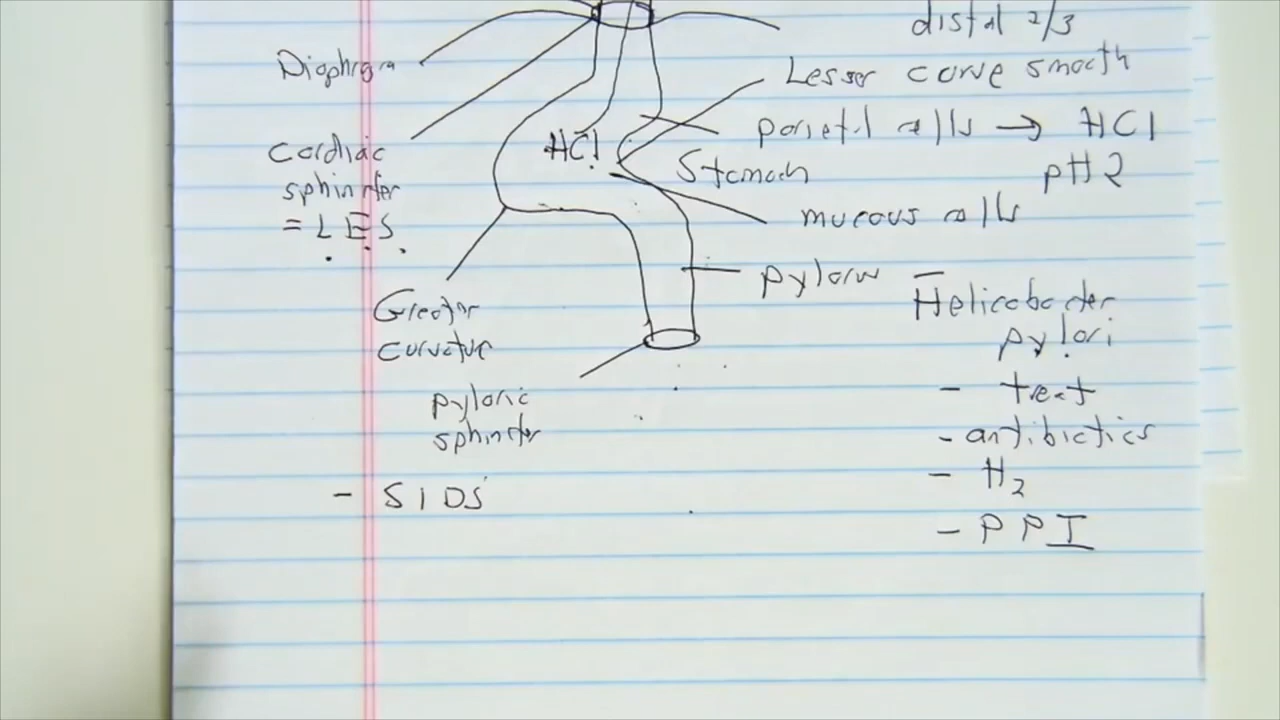 distal 2/3
Diaphragm
Lesser curve smooth
parietal cells → HCl
HCl
pH 2
Cardiac
sphincter
= LES
Stomach
mucous cells
Greater
curvature
pylorus
Helicobacter
pylori
- treat
pyloric
sphincter
- antibiotics
- H2
- SIDS
- PPI